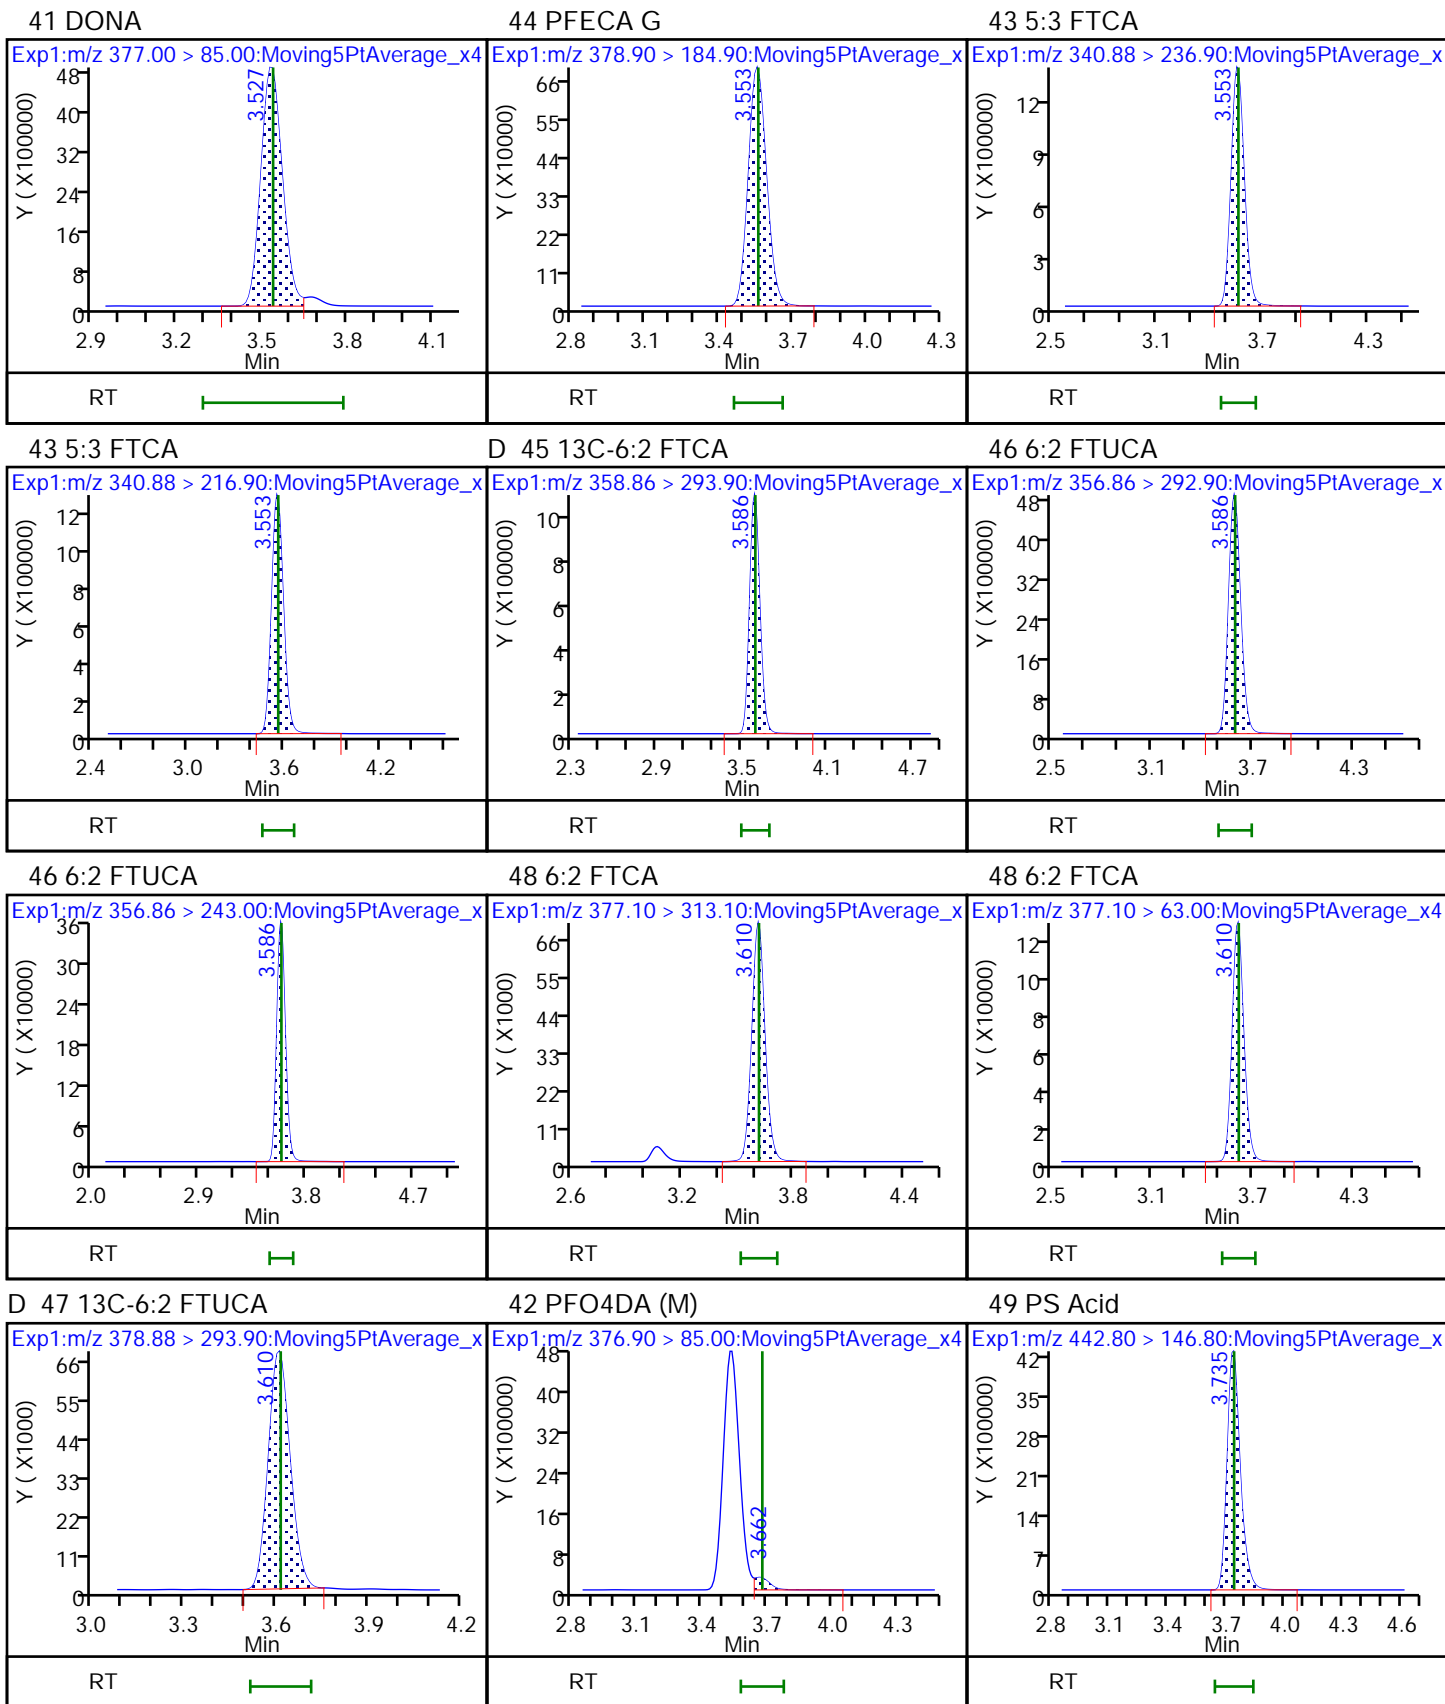 41 DONA
Exp1:m/z 377.00 > 85.00:Moving5PtAverage_x4
Y ( X100000)
48
40
32
24
16
8
0
3.527
2.9 3.2 3.5 3.8 4.1
Min
RT
44 PFECA G
Exp1:m/z 378.90 > 184.90:Moving5PtAverage_x
Y ( X100000)
66
55
44
33
22
11
0
3.553
2.8 3.1 3.4 3.7 4.0 4.3
Min
RT
43 5:3 FTCA
Exp1:m/z 340.88 > 236.90:Moving5PtAverage_x
Y ( X100000)
12
9
6
3
0
3.553
2.5 3.1 3.7 4.3
Min
RT
43 5:3 FTCA
Exp1:m/z 340.88 > 216.90:Moving5PtAverage_x
Y ( X100000)
12
10
8
6
4
2
0
3.553
2.4 3.0 3.6 4.2
Min
RT
D 45 13C-6:2 FTCA
Exp1:m/z 358.86 > 293.90:Moving5PtAverage_x
Y ( X100000)
10
8
6
4
2
0
3.586
2.3 2.9 3.5 4.1 4.7
Min
RT
46 6:2 FTUCA
Exp1:m/z 356.86 > 292.90:Moving5PtAverage_x
Y ( X100000)
48
40
32
24
16
8
0
3.586
2.5 3.1 3.7 4.3
Min
RT
46 6:2 FTUCA
Exp1:m/z 356.86 > 243.00:Moving5PtAverage_x
Y ( X10000)
36
30
24
18
12
6
0
3.586
2.0 2.9 3.8 4.7
Min
RT
48 6:2 FTCA
Exp1:m/z 377.10 > 313.10:Moving5PtAverage_x
Y ( X1000)
66
55
44
33
22
11
0
3.610
2.6 3.2 3.8 4.4
Min
RT
48 6:2 FTCA
Exp1:m/z 377.10 > 63.00:Moving5PtAverage_x4
Y ( X10000)
12
10
8
6
4
2
0
3.610
2.5 3.1 3.7 4.3
Min
RT
D 47 13C-6:2 FTUCA
Exp1:m/z 378.88 > 293.90:Moving5PtAverage_x
Y ( X1000)
66
55
44
33
22
11
0
3.610
3.0 3.3 3.6 3.9 4.2
Min
RT
42 PFO4DA (M)
Exp1:m/z 376.90 > 85.00:Moving5PtAverage_x4
Y ( X100000)
48
40
32
24
16
8
0
3.662
2.8 3.1 3.4 3.7 4.0 4.3
Min
RT
49 PS Acid
Exp1:m/z 442.80 > 146.80:Moving5PtAverage_x
Y ( X100000)
42
35
28
21
14
7
0
3.735
2.8 3.1 3.4 3.7 4.0 4.3 4.6
Min
RT